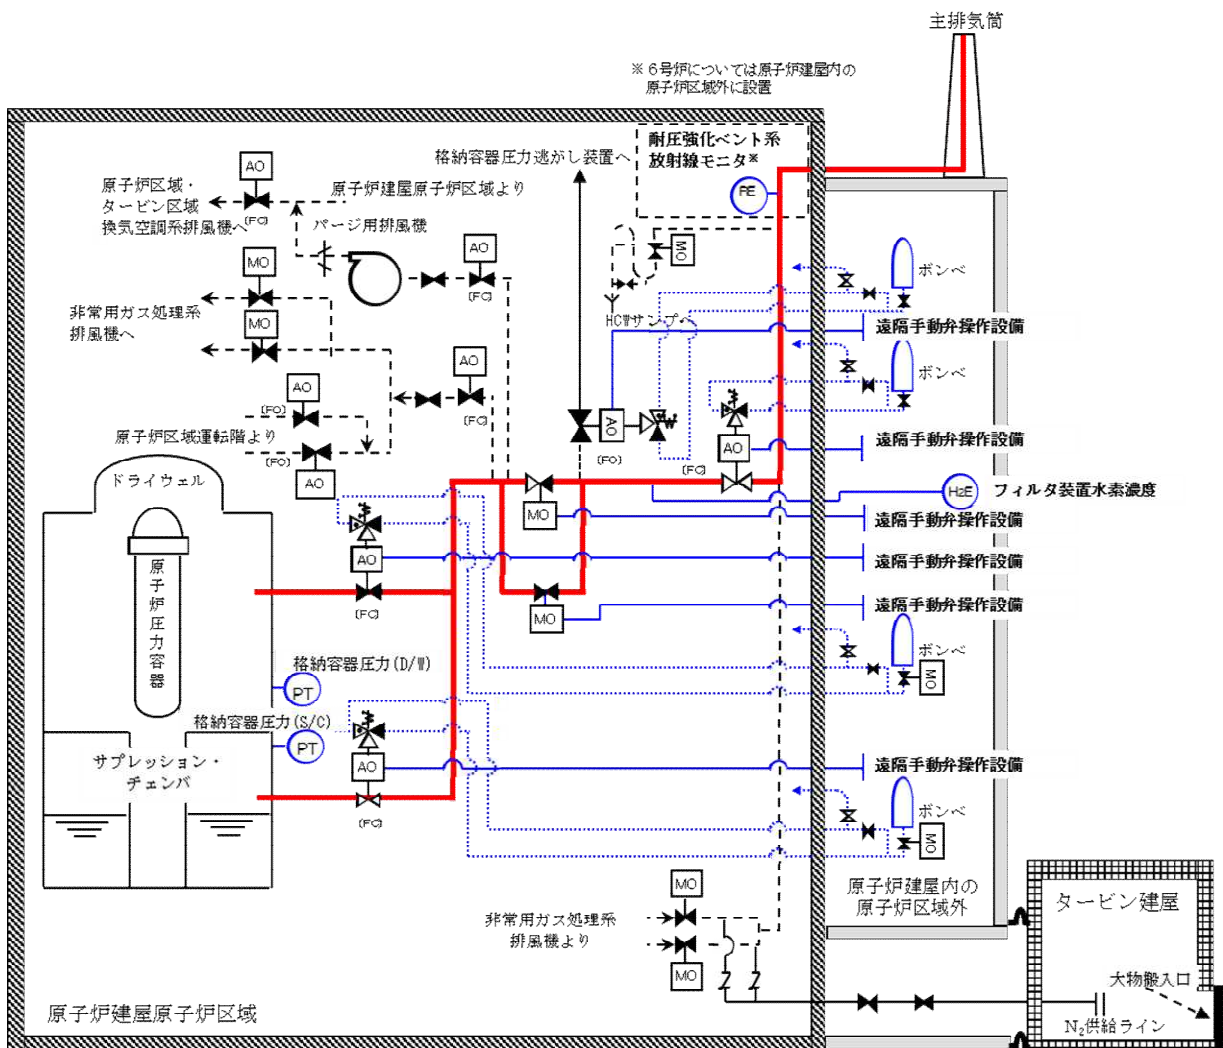 主排気筒
※６号炉については原子炉建屋内の
原子炉区域外に設置
耐圧強化ベント系
放射線モニタ※
RE
格納容器圧力逃がし装置へ
AO
原子炉区域・
タービン区域
換気空調系排風機へ
(FC)
原子炉建屋原子炉区域より
パージ用排風機
AO
(FC)
MO
MO
ボンベ
非常用ガス処理系
排風機へ
MO
HCWサンプへ
遠隔手動弁操作設備
AO
(FC)
ボンベ
AO
(FO)
原子炉区域運転階より
(FO)
AO
AO
(FO)
(FC)
AO
遠隔手動弁操作設備
ドライウェル
H2E
フィルタ装置水素濃度
MO
遠隔手動弁操作設備
AO
(FC)
遠隔手動弁操作設備
原子炉圧力容器
MO
遠隔手動弁操作設備
ボンベ
MO
格納容器圧力(D/W)
PT
格納容器圧力(S/C)
PT
サプレッション・
チェンバ
AO
(FC)
遠隔手動弁操作設備
ボンベ
MO
MO
非常用ガス処理系
排風機より
MO
原子炉建屋内の
原子炉区域外
タービン建屋
大物搬入口
N₂供給ライン
原子炉建屋原子炉区域